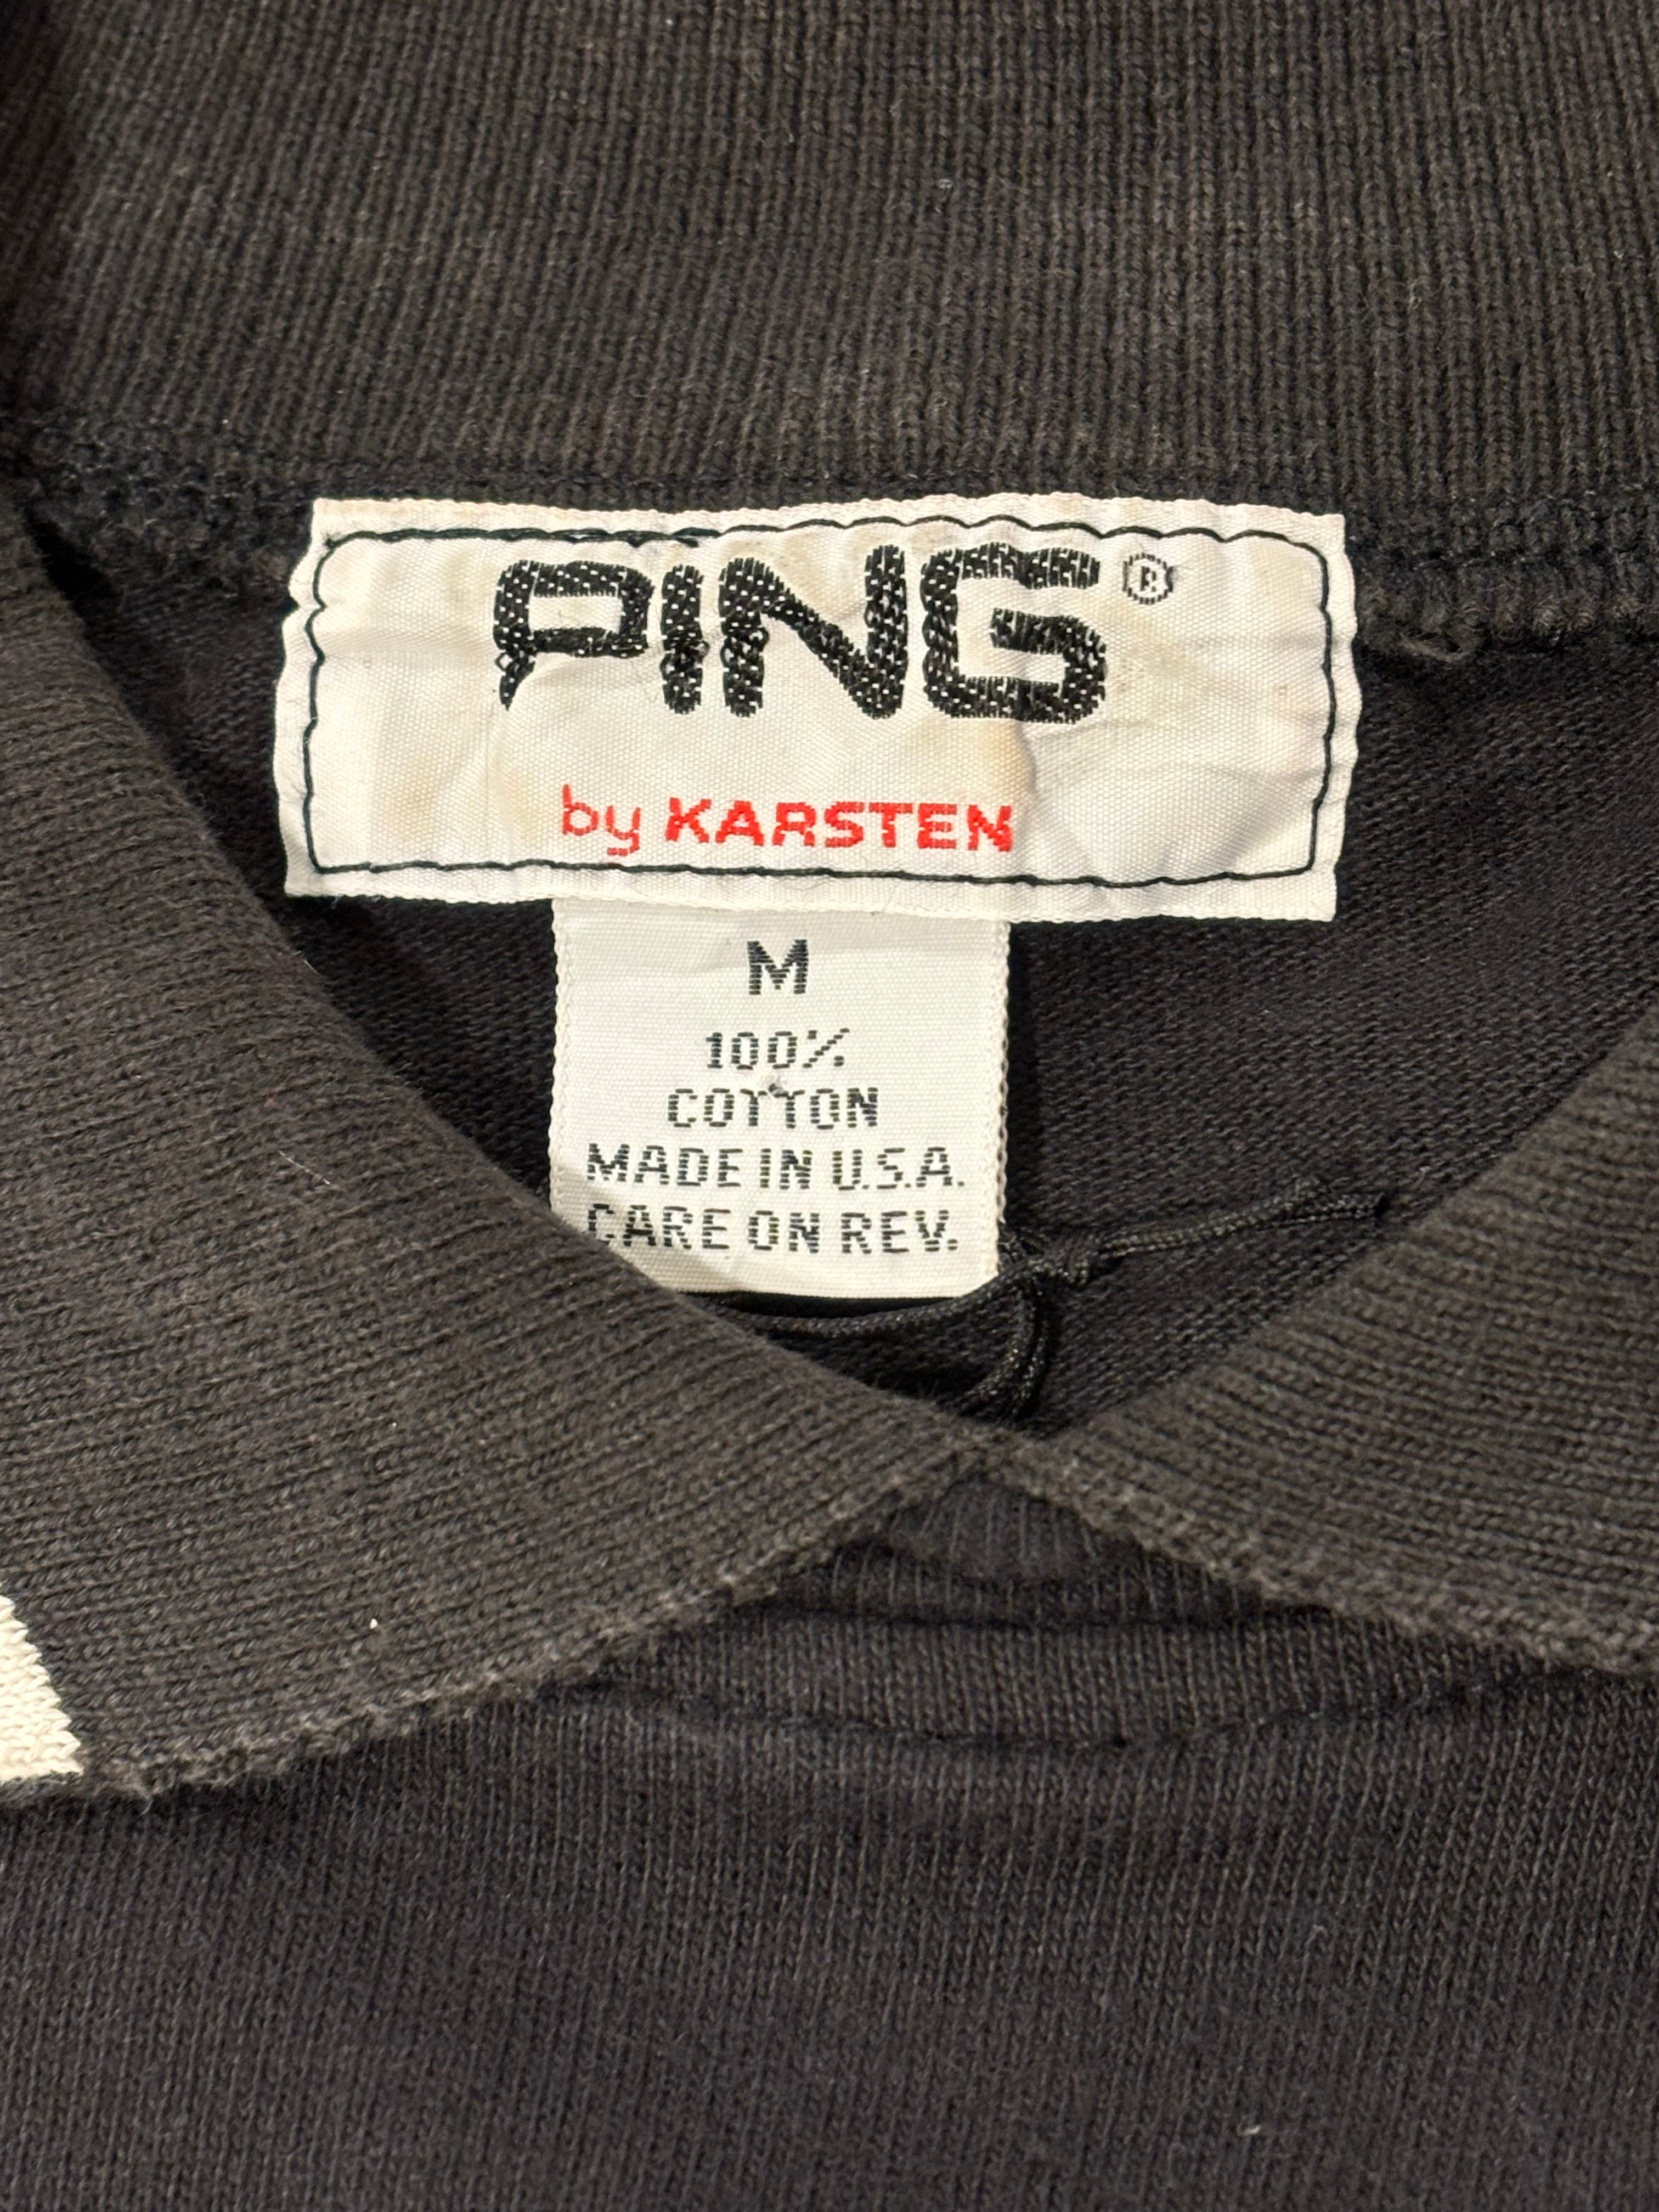 PING®
by KARSTEN
M
100%
COTTON
MADE IN U.S.A.
CARE ON REV.